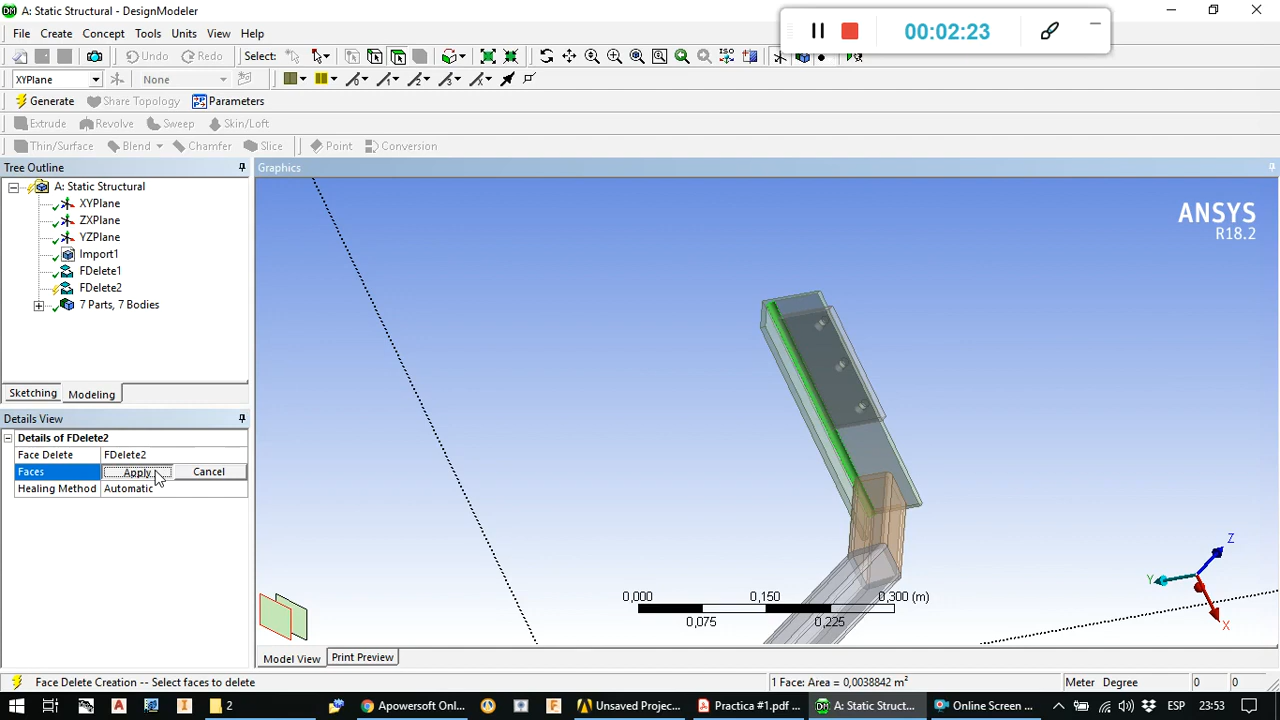 A: Static Structural - DesignModeler
00:02:23
File Create Concept Tools Units View Help
Undo Redo Select:
XYPlane None
Generate Share Topology Parameters
Extrude Revolve Sweep Skin/Loft
Thin/Surface Blend Chamfer Slice Point Conversion
Tree Outline
Graphics
A: Static Structural
XYPlane
ZXPlane
YZPlane
Import1
FDelete1
FDelete2
7 Parts, 7 Bodies
Sketching Modeling
Details View
Details of FDelete2
Face Delete FDelete2
Faces Apply Cancel
Healing Method Automatic
ANSYS
R18.2
Z
Y
X
0,000 0,150 0,300 (m)
0,075 0,225
Model View Print Preview
Face Delete Creation -- Select faces to delete 1 Face: Area = 0,0038842 m² Meter Degree 0 0
2 Apowersoft Onl... Unsaved Projec... Practica #1.pdf ... A: Static Struct... Online Screen ... ESP 23:53